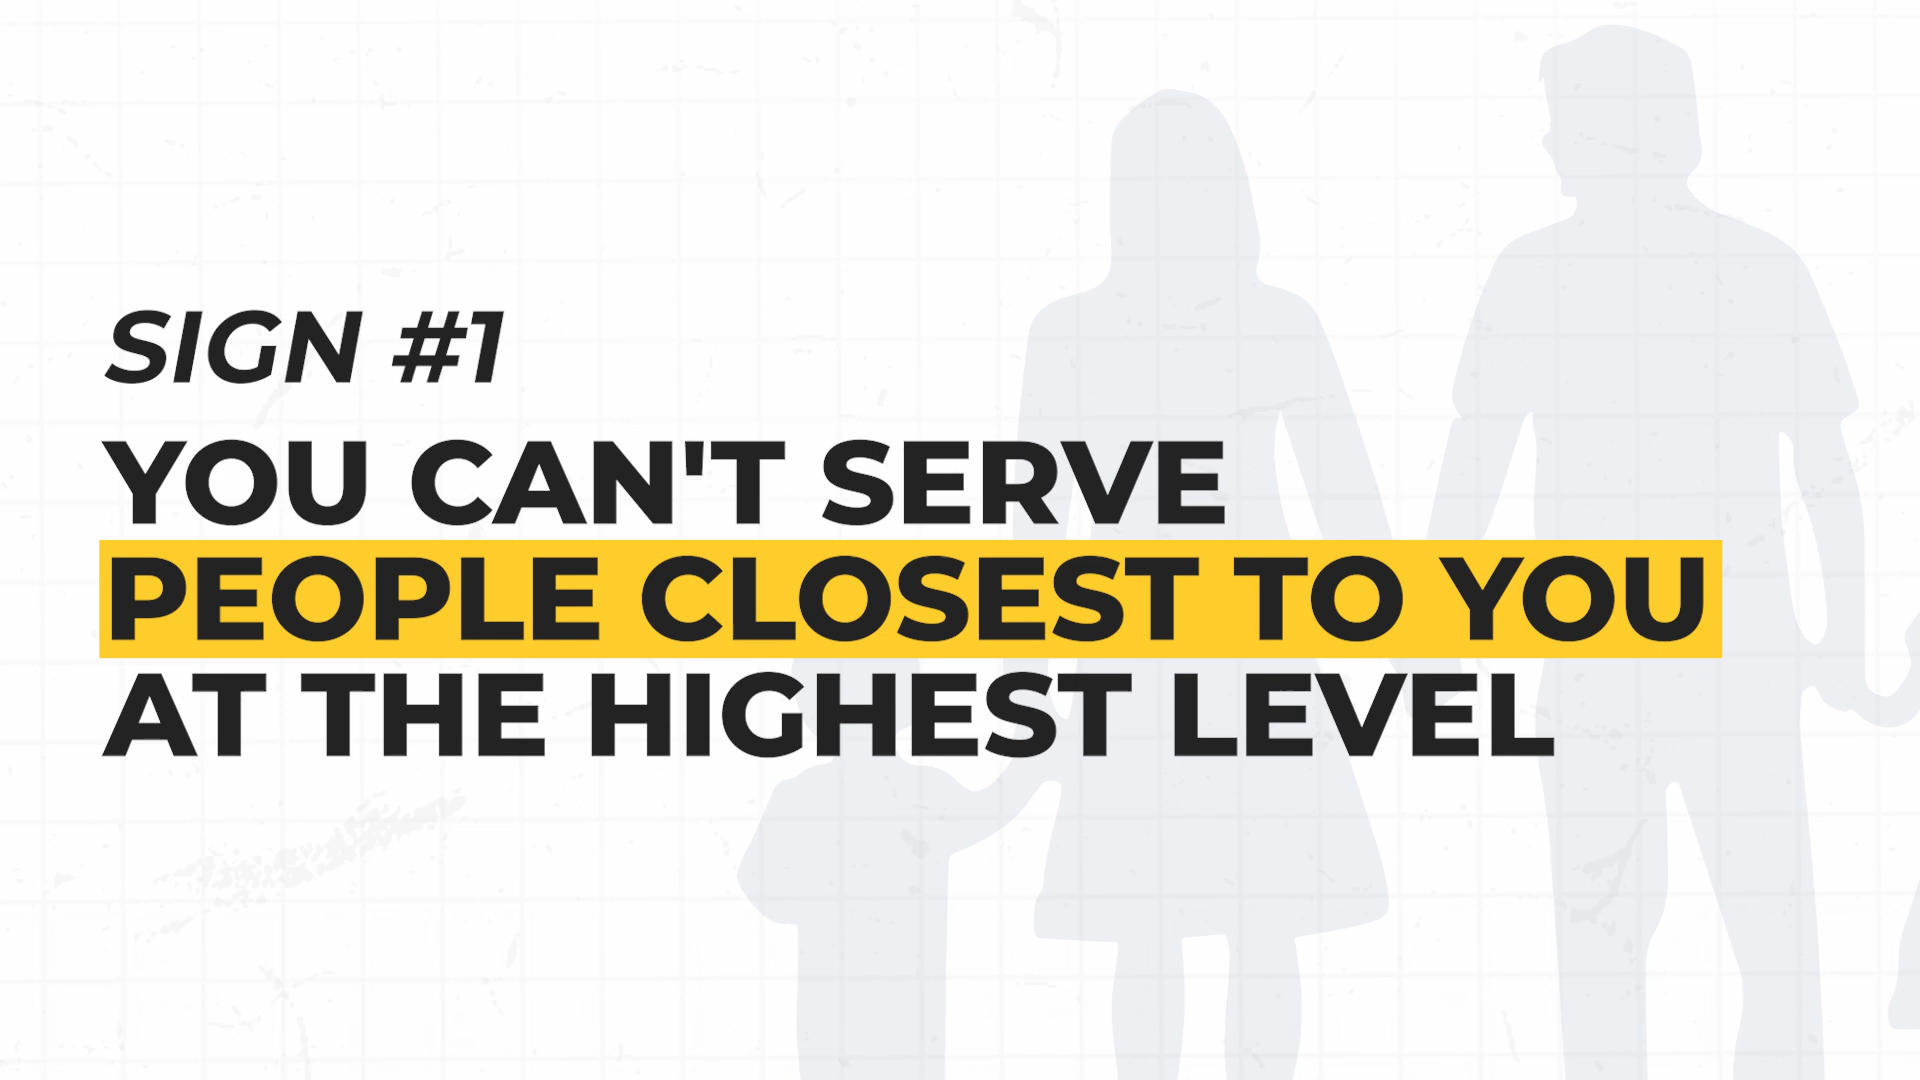 SIGN #1
YOU CAN'T SERVE
PEOPLE CLOSEST TO YOU
AT THE HIGHEST LEVEL